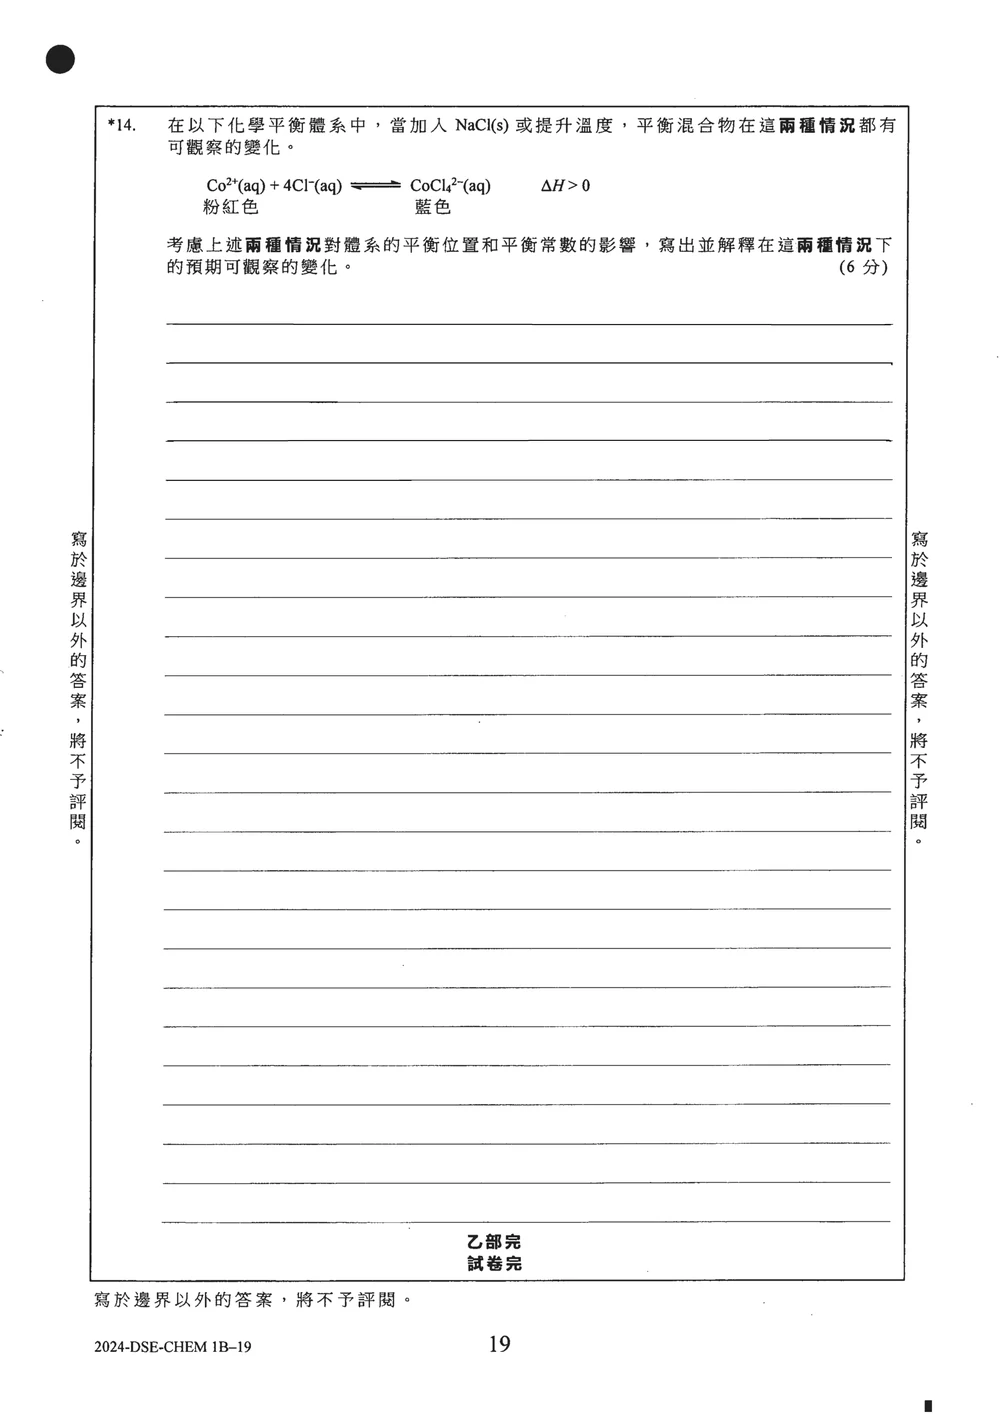 *14. 在以下化學平衡體系中，當加入 NaCl(s) 或提升溫度，平衡混合物在這兩種情況都有
可觀察的變化。
Co²⁺(aq) + 4Cl⁻(aq) ⇌ CoCl₄²⁻(aq) ΔH > 0
粉紅色 藍色
考慮上述兩種情況對體系的平衡位置和平衡常數的影響，寫出並解釋在這兩種情況下
的預期可觀察的變化。 (6 分)
寫於邊界以外的答案，將不予評閱。
寫於邊界以外的答案，將不予評閱。
乙部完
試卷完
寫於邊界以外的答案，將不予評閱。
2024-DSE-CHEM 1B–19 19